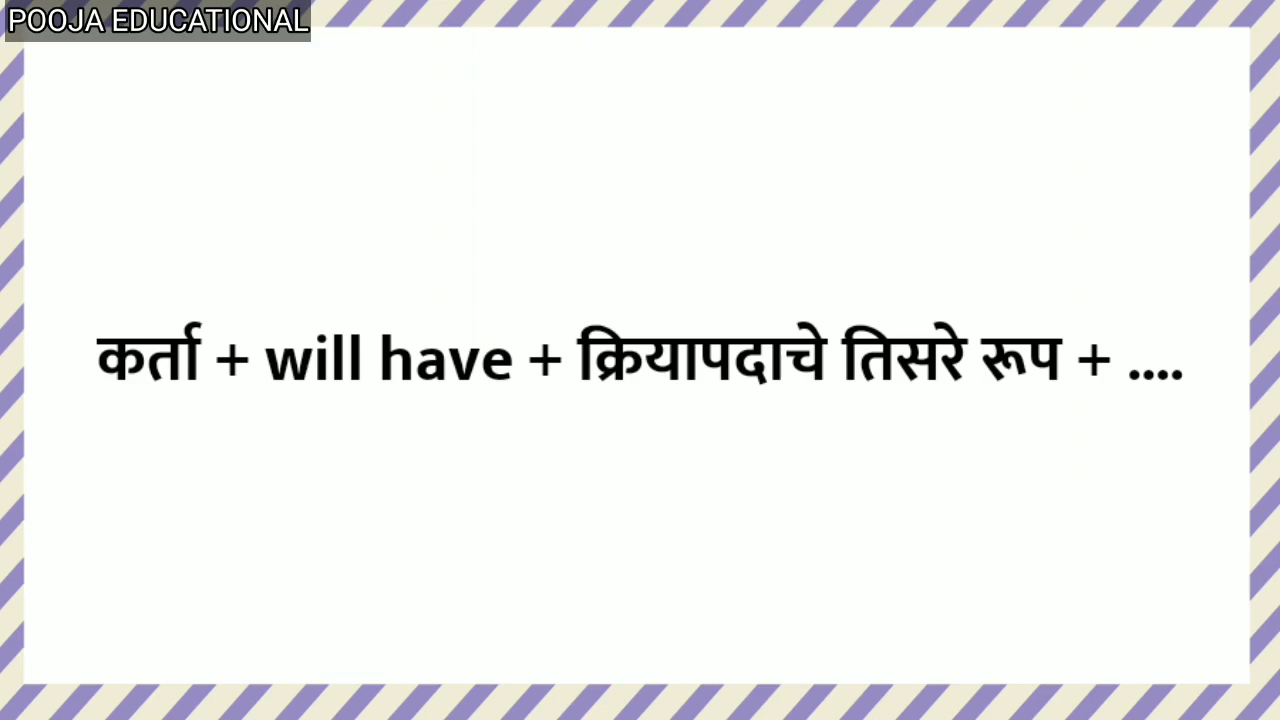 POOJA EDUCATIONAL
कर्ता + will have + क्रियापदाचे तिसरे रूप + ....